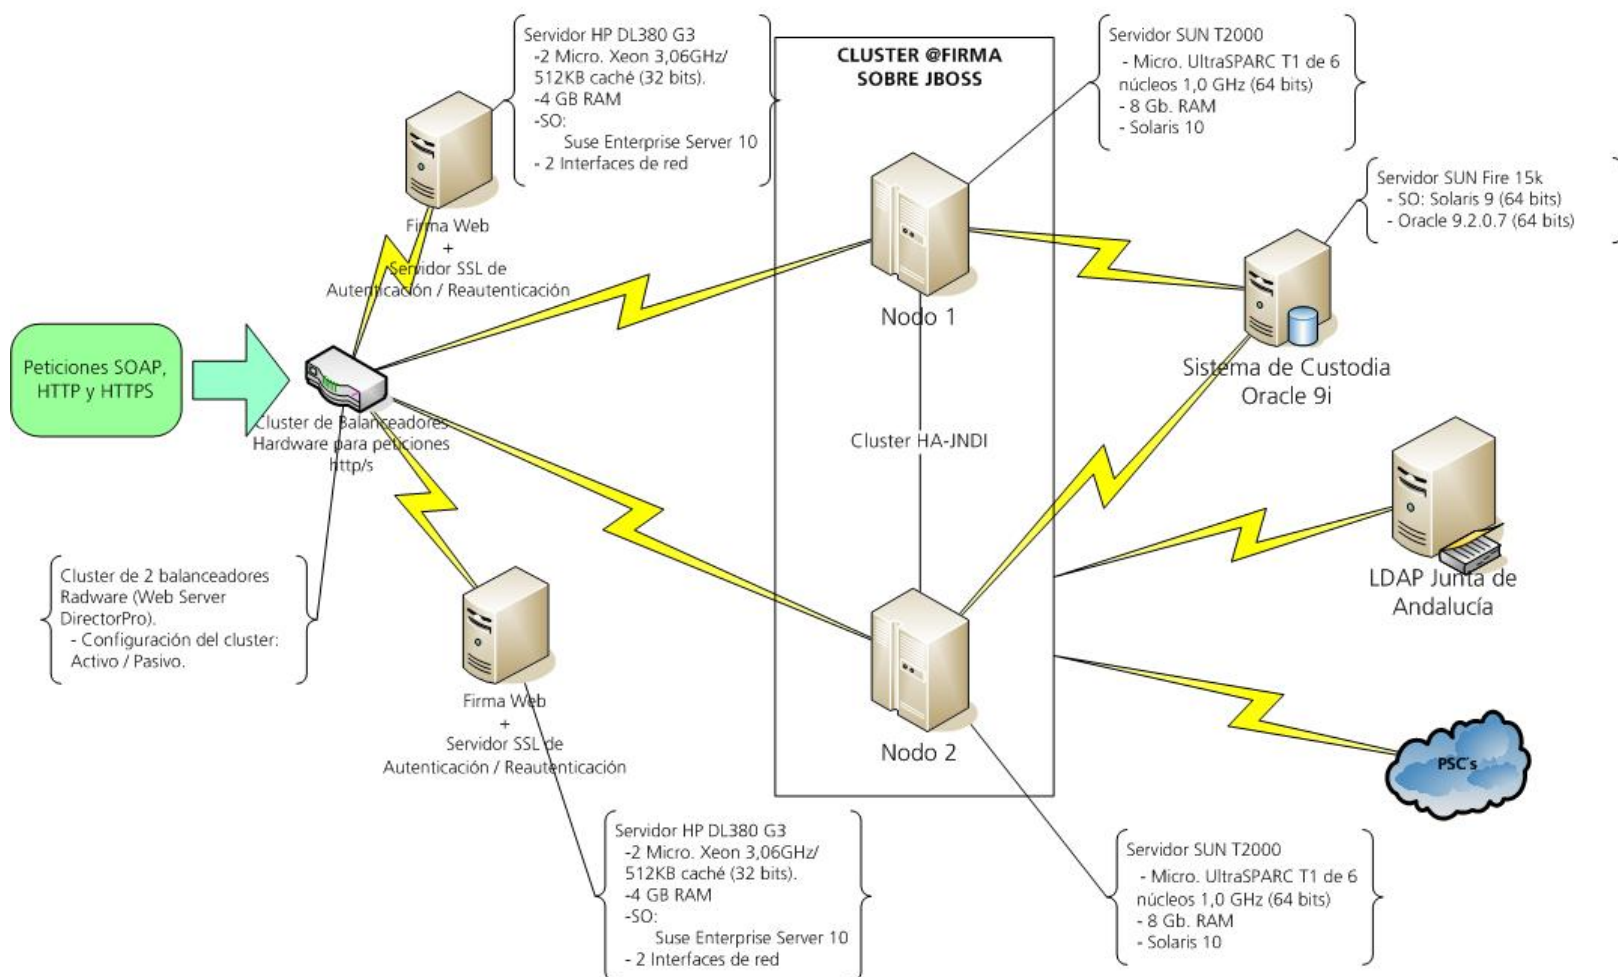 Servidor HP DL380 G3
-2 Micro. Xeon 3,06GHz/
512KB caché (32 bits).
-4 GB RAM
-SO:
Suse Enterprise Server 10
- 2 Interfaces de red
CLUSTER @FIRMA
SOBRE JBOSS
Servidor SUN T2000
- Micro. UltraSPARC T1 de 6
núcleos 1,0 GHz (64 bits)
- 8 Gb. RAM
- Solaris 10
Servidor SUN Fire 15k
- SO: Solaris 9 (64 bits)
- Oracle 9.2.0.7 (64 bits)
Firma Web
+
Servidor SSL de
Autenticación / Reautenticación
Nodo 1
Sistema de Custodia
Oracle 9i
Peticiones SOAP,
HTTP y HTTPS
Cluster de Balanceadores
Hardware para peticiones
http/s
Cluster HA-JNDI
LDAP Junta de
Andalucía
Cluster de 2 balanceadores
Radware (Web Server
DirectorPro).
- Configuración del cluster:
Activo / Pasivo.
Firma Web
+
Servidor SSL de
Autenticación / Reautenticación
Nodo 2
PSC´s
Servidor HP DL380 G3
-2 Micro. Xeon 3,06GHz/
512KB caché (32 bits).
-4 GB RAM
-SO:
Suse Enterprise Server 10
- 2 Interfaces de red
Servidor SUN T2000
- Micro. UltraSPARC T1 de 6
núcleos 1,0 GHz (64 bits)
- 8 Gb. RAM
- Solaris 10